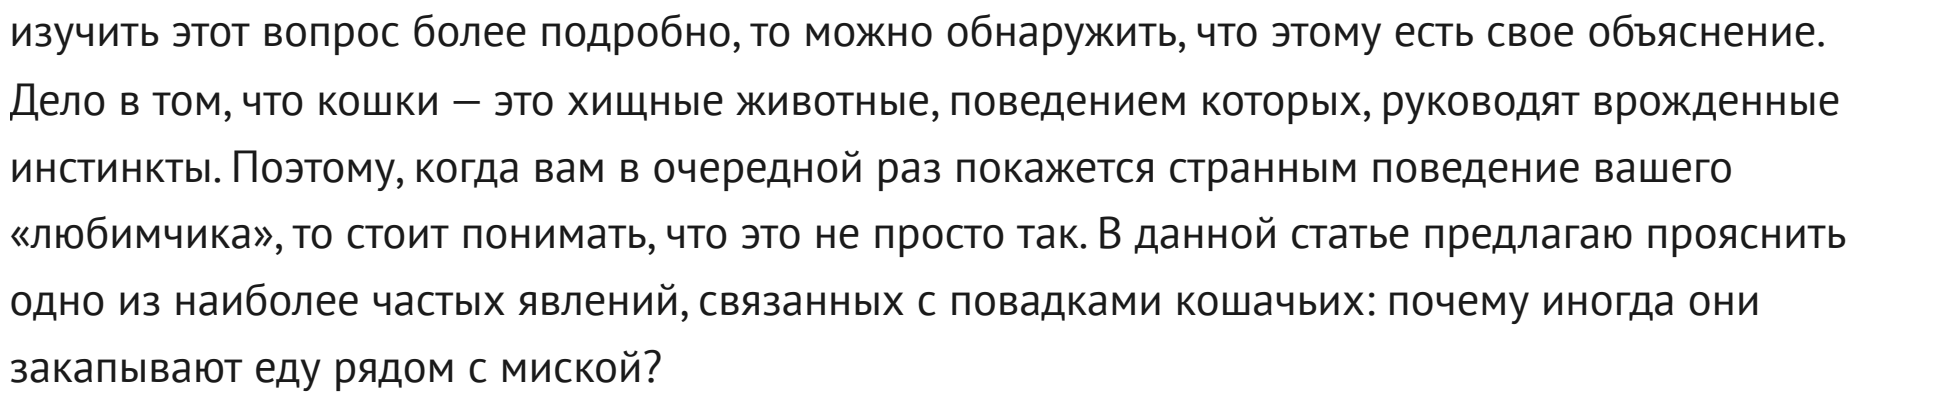 изучить этот вопрос более подробно, то можно обнаружить, что этому есть свое объяснение.
Дело в том, что кошки — это хищные животные, поведением которых, руководят врожденные
инстинкты. Поэтому, когда вам в очередной раз покажется странным поведение вашего
«любимчика», то стоит понимать, что это не просто так. В данной статье предлагаю прояснить
одно из наиболее частых явлений, связанных с повадками кошачьих: почему иногда они
закапывают еду рядом с миской?